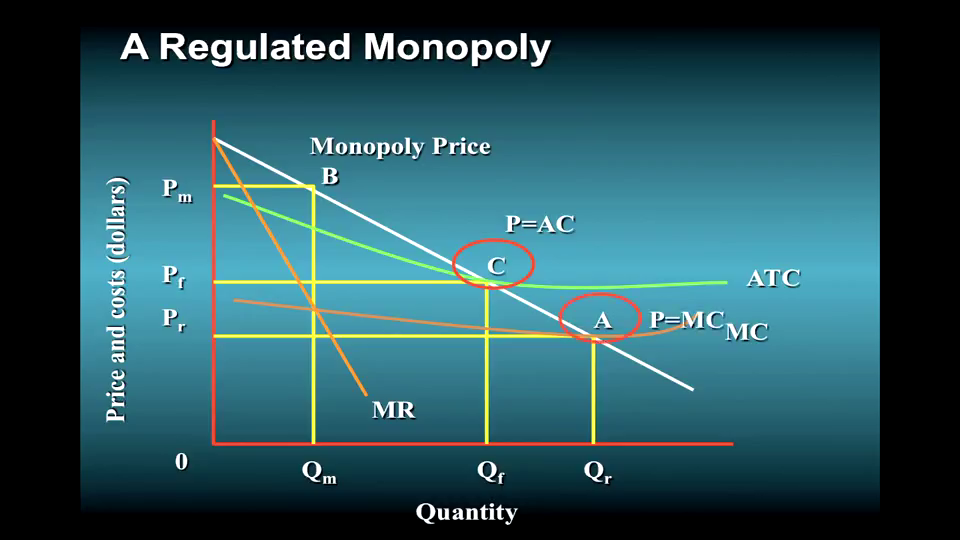 A Regulated Monopoly
Monopoly Price
B
Pm
P=AC
C
Pf
ATC
Pr
A
P=MC
MC
MR
Price and costs (dollars)
0
Qm
Qf
Qr
Quantity